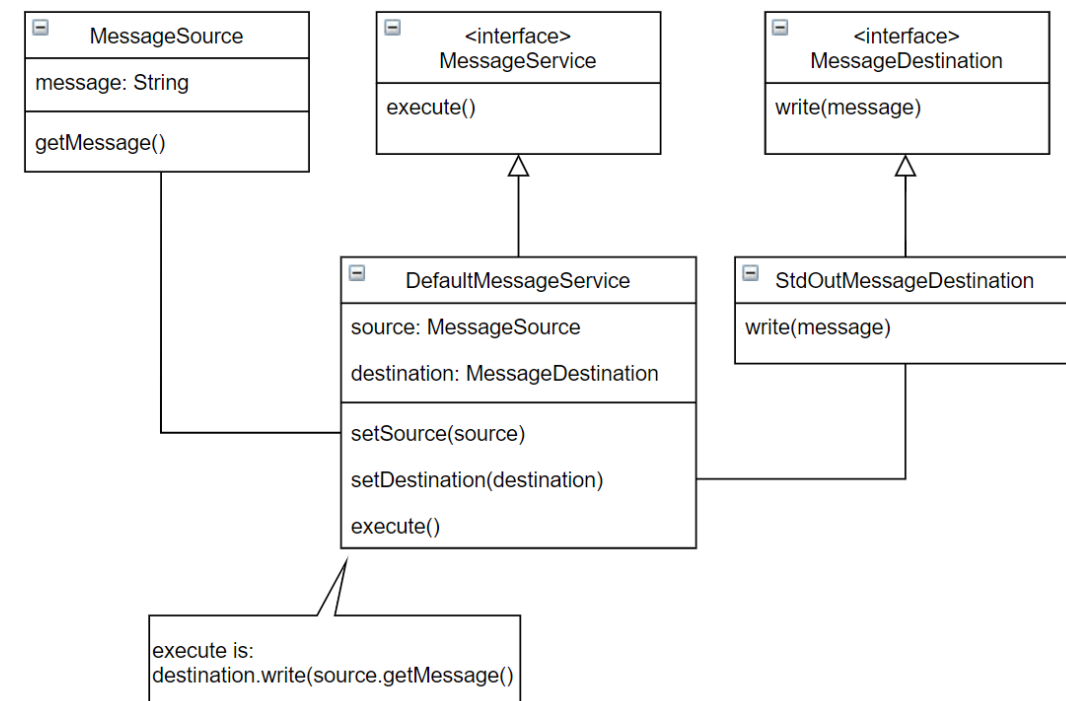 MessageSource
message: String
getMessage()
<interface>
MessageService
execute()
<interface>
MessageDestination
write(message)
DefaultMessageService
source: MessageSource
destination: MessageDestination
setSource(source)
setDestination(destination)
execute()
StdOutMessageDestination
write(message)
execute is:
destination.write(source.getMessage()